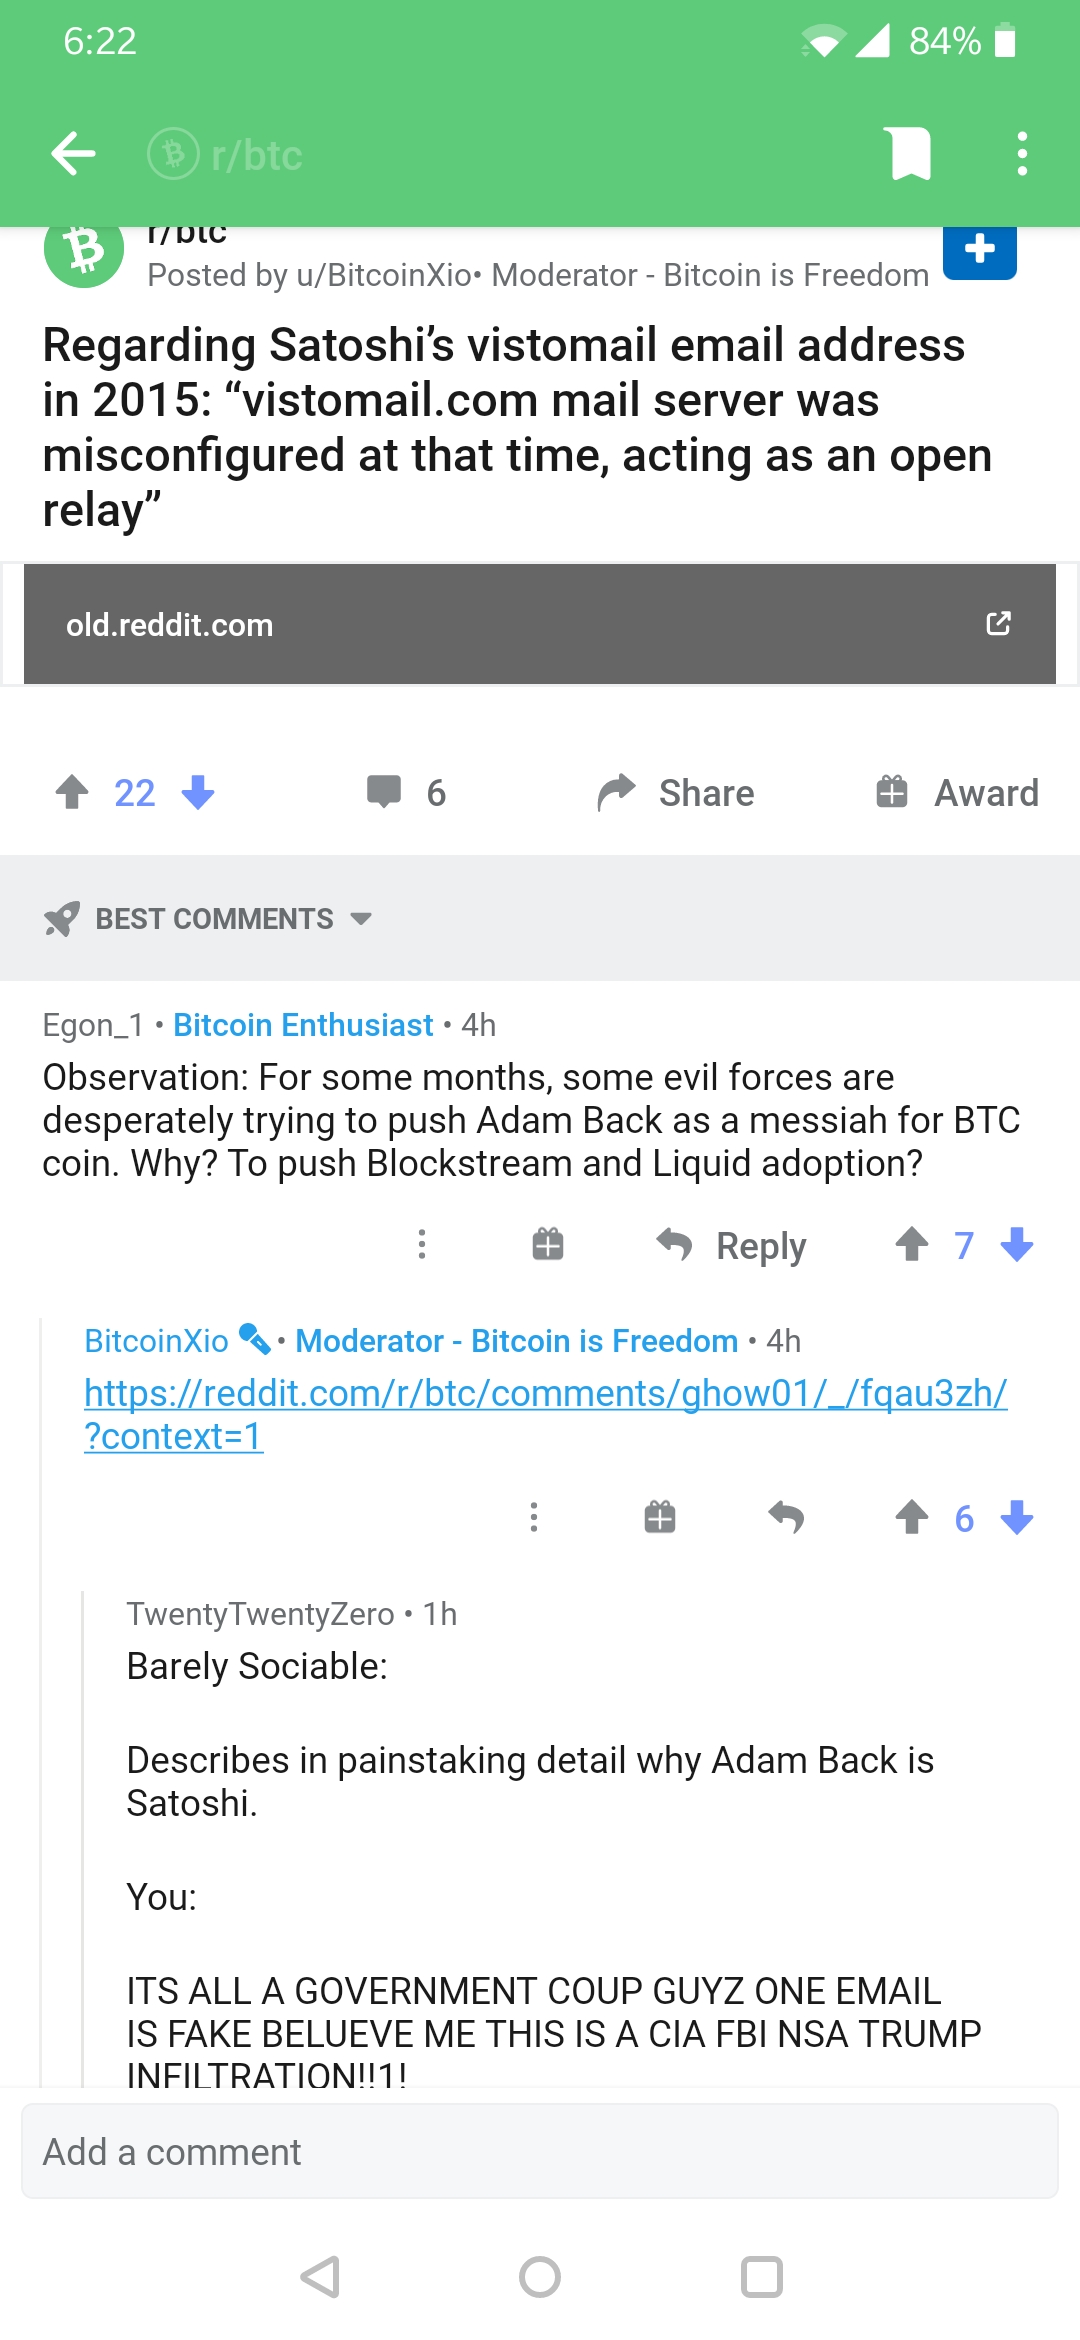 6:22
84%
r/btc
r/btc
Posted by u/BitcoinXio• Moderator - Bitcoin is Freedom
Regarding Satoshi’s vistomail email address
in 2015: “vistomail.com mail server was
misconfigured at that time, acting as an open
relay”
old.reddit.com
22
6
Share
Award
BEST COMMENTS
Egon_1 • Bitcoin Enthusiast • 4h
Observation: For some months, some evil forces are
desperately trying to push Adam Back as a messiah for BTC
coin. Why? To push Blockstream and Liquid adoption?
Reply
7
BitcoinXio • Moderator - Bitcoin is Freedom • 4h
https://reddit.com/r/btc/comments/ghow01/_/fqau3zh/
?context=1
6
TwentyTwentyZero • 1h
Barely Sociable:
Describes in painstaking detail why Adam Back is
Satoshi.
You:
ITS ALL A GOVERNMENT COUP GUYZ ONE EMAIL
IS FAKE BELUEVE ME THIS IS A CIA FBI NSA TRUMP
INFILTRATION!!1!
Add a comment